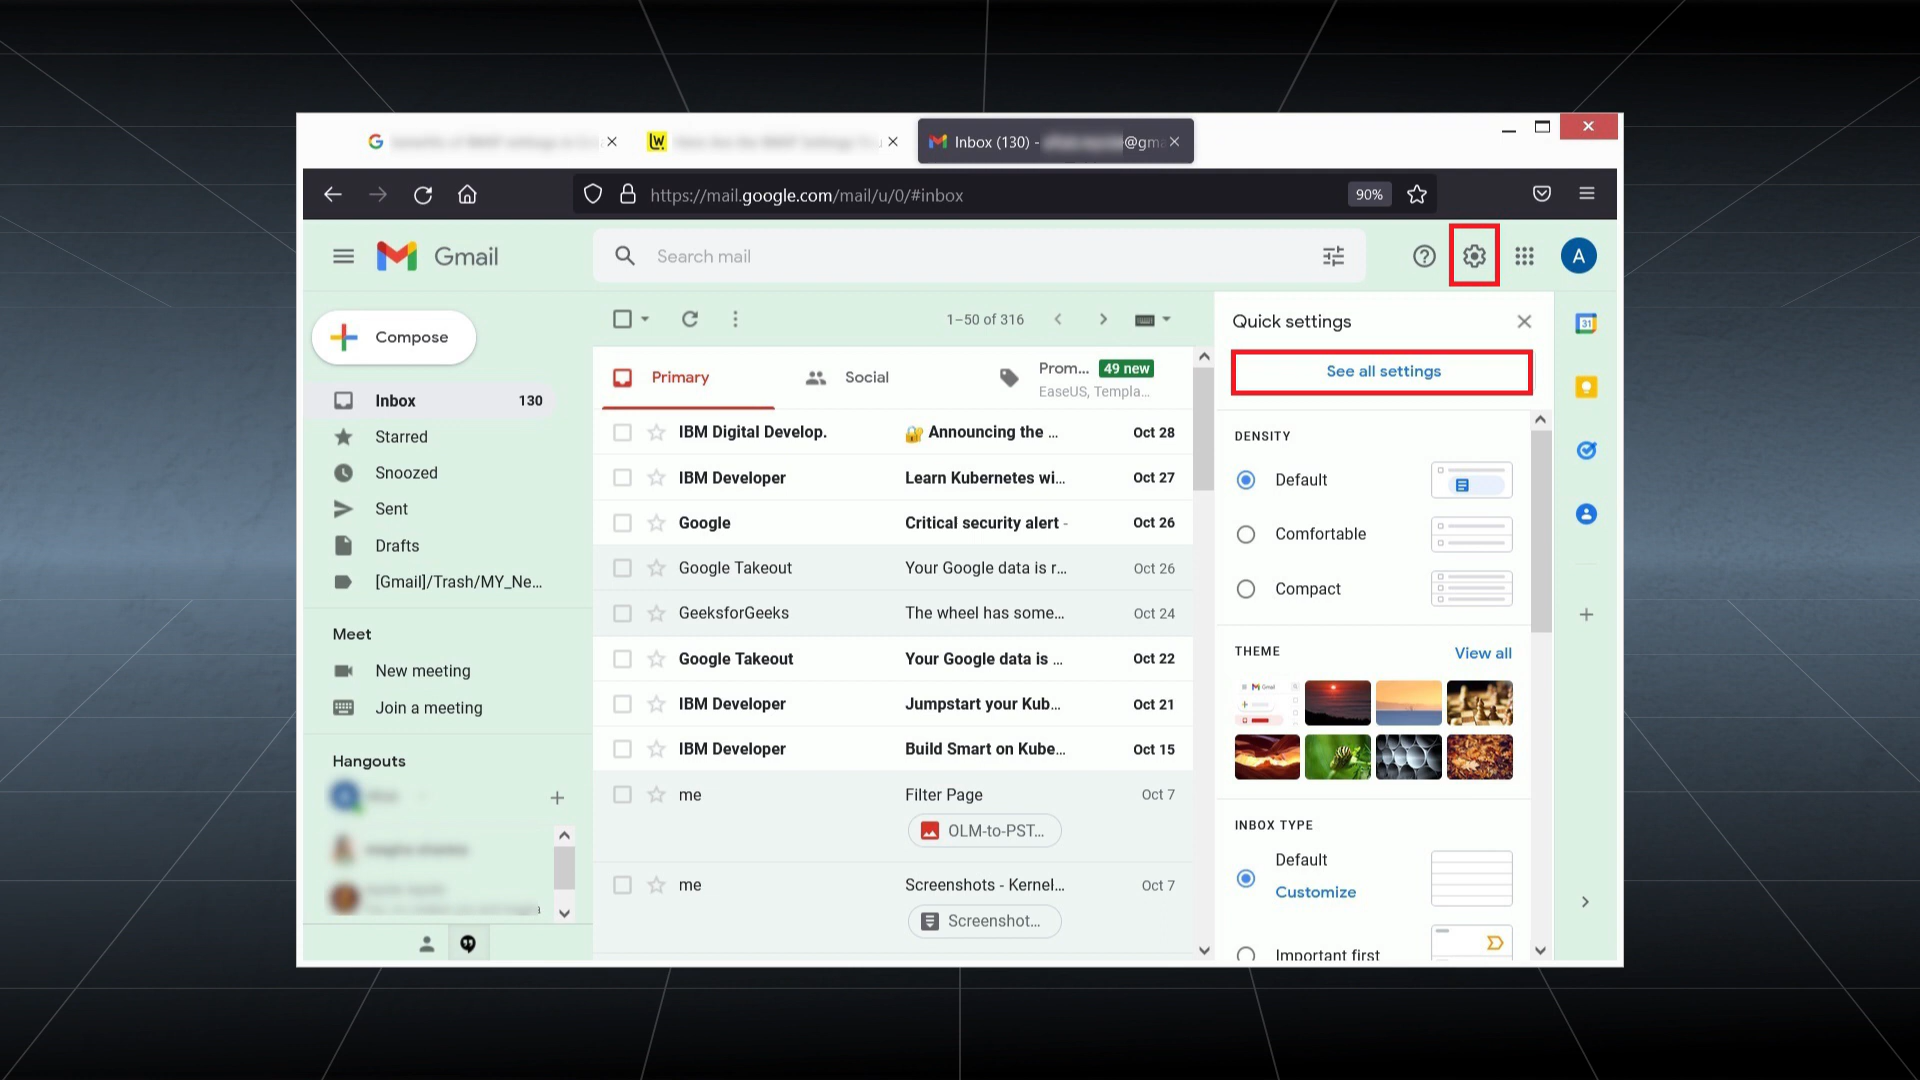 Inbox (130) -
@gm
https://mail.google.com/mail/u/0/#inbox
90%
Gmail
Search mail
A
Compose
1–50 of 316
Quick settings
See all settings
31
Primary
Social
Prom... 49 new
EaseUS, Templa...
Inbox 130
Starred
Snoozed
Sent
Drafts
[Gmail]/Trash/MY_Ne...
Meet
New meeting
Join a meeting
Hangouts
IBM Digital Develop. Announcing the ... Oct 28
IBM Developer Learn Kubernetes wi... Oct 27
Google Critical security alert - Oct 26
Google Takeout Your Google data is r... Oct 26
GeeksforGeeks The wheel has some... Oct 24
Google Takeout Your Google data is ... Oct 22
IBM Developer Jumpstart your Kub... Oct 21
IBM Developer Build Smart on Kube... Oct 15
me Filter Page Oct 7
OLM-to-PST...
me Screenshots - Kernel... Oct 7
Screenshot...
DENSITY
Default
Comfortable
Compact
THEME
View all
Gmail
INBOX TYPE
Default
Customize
Important first